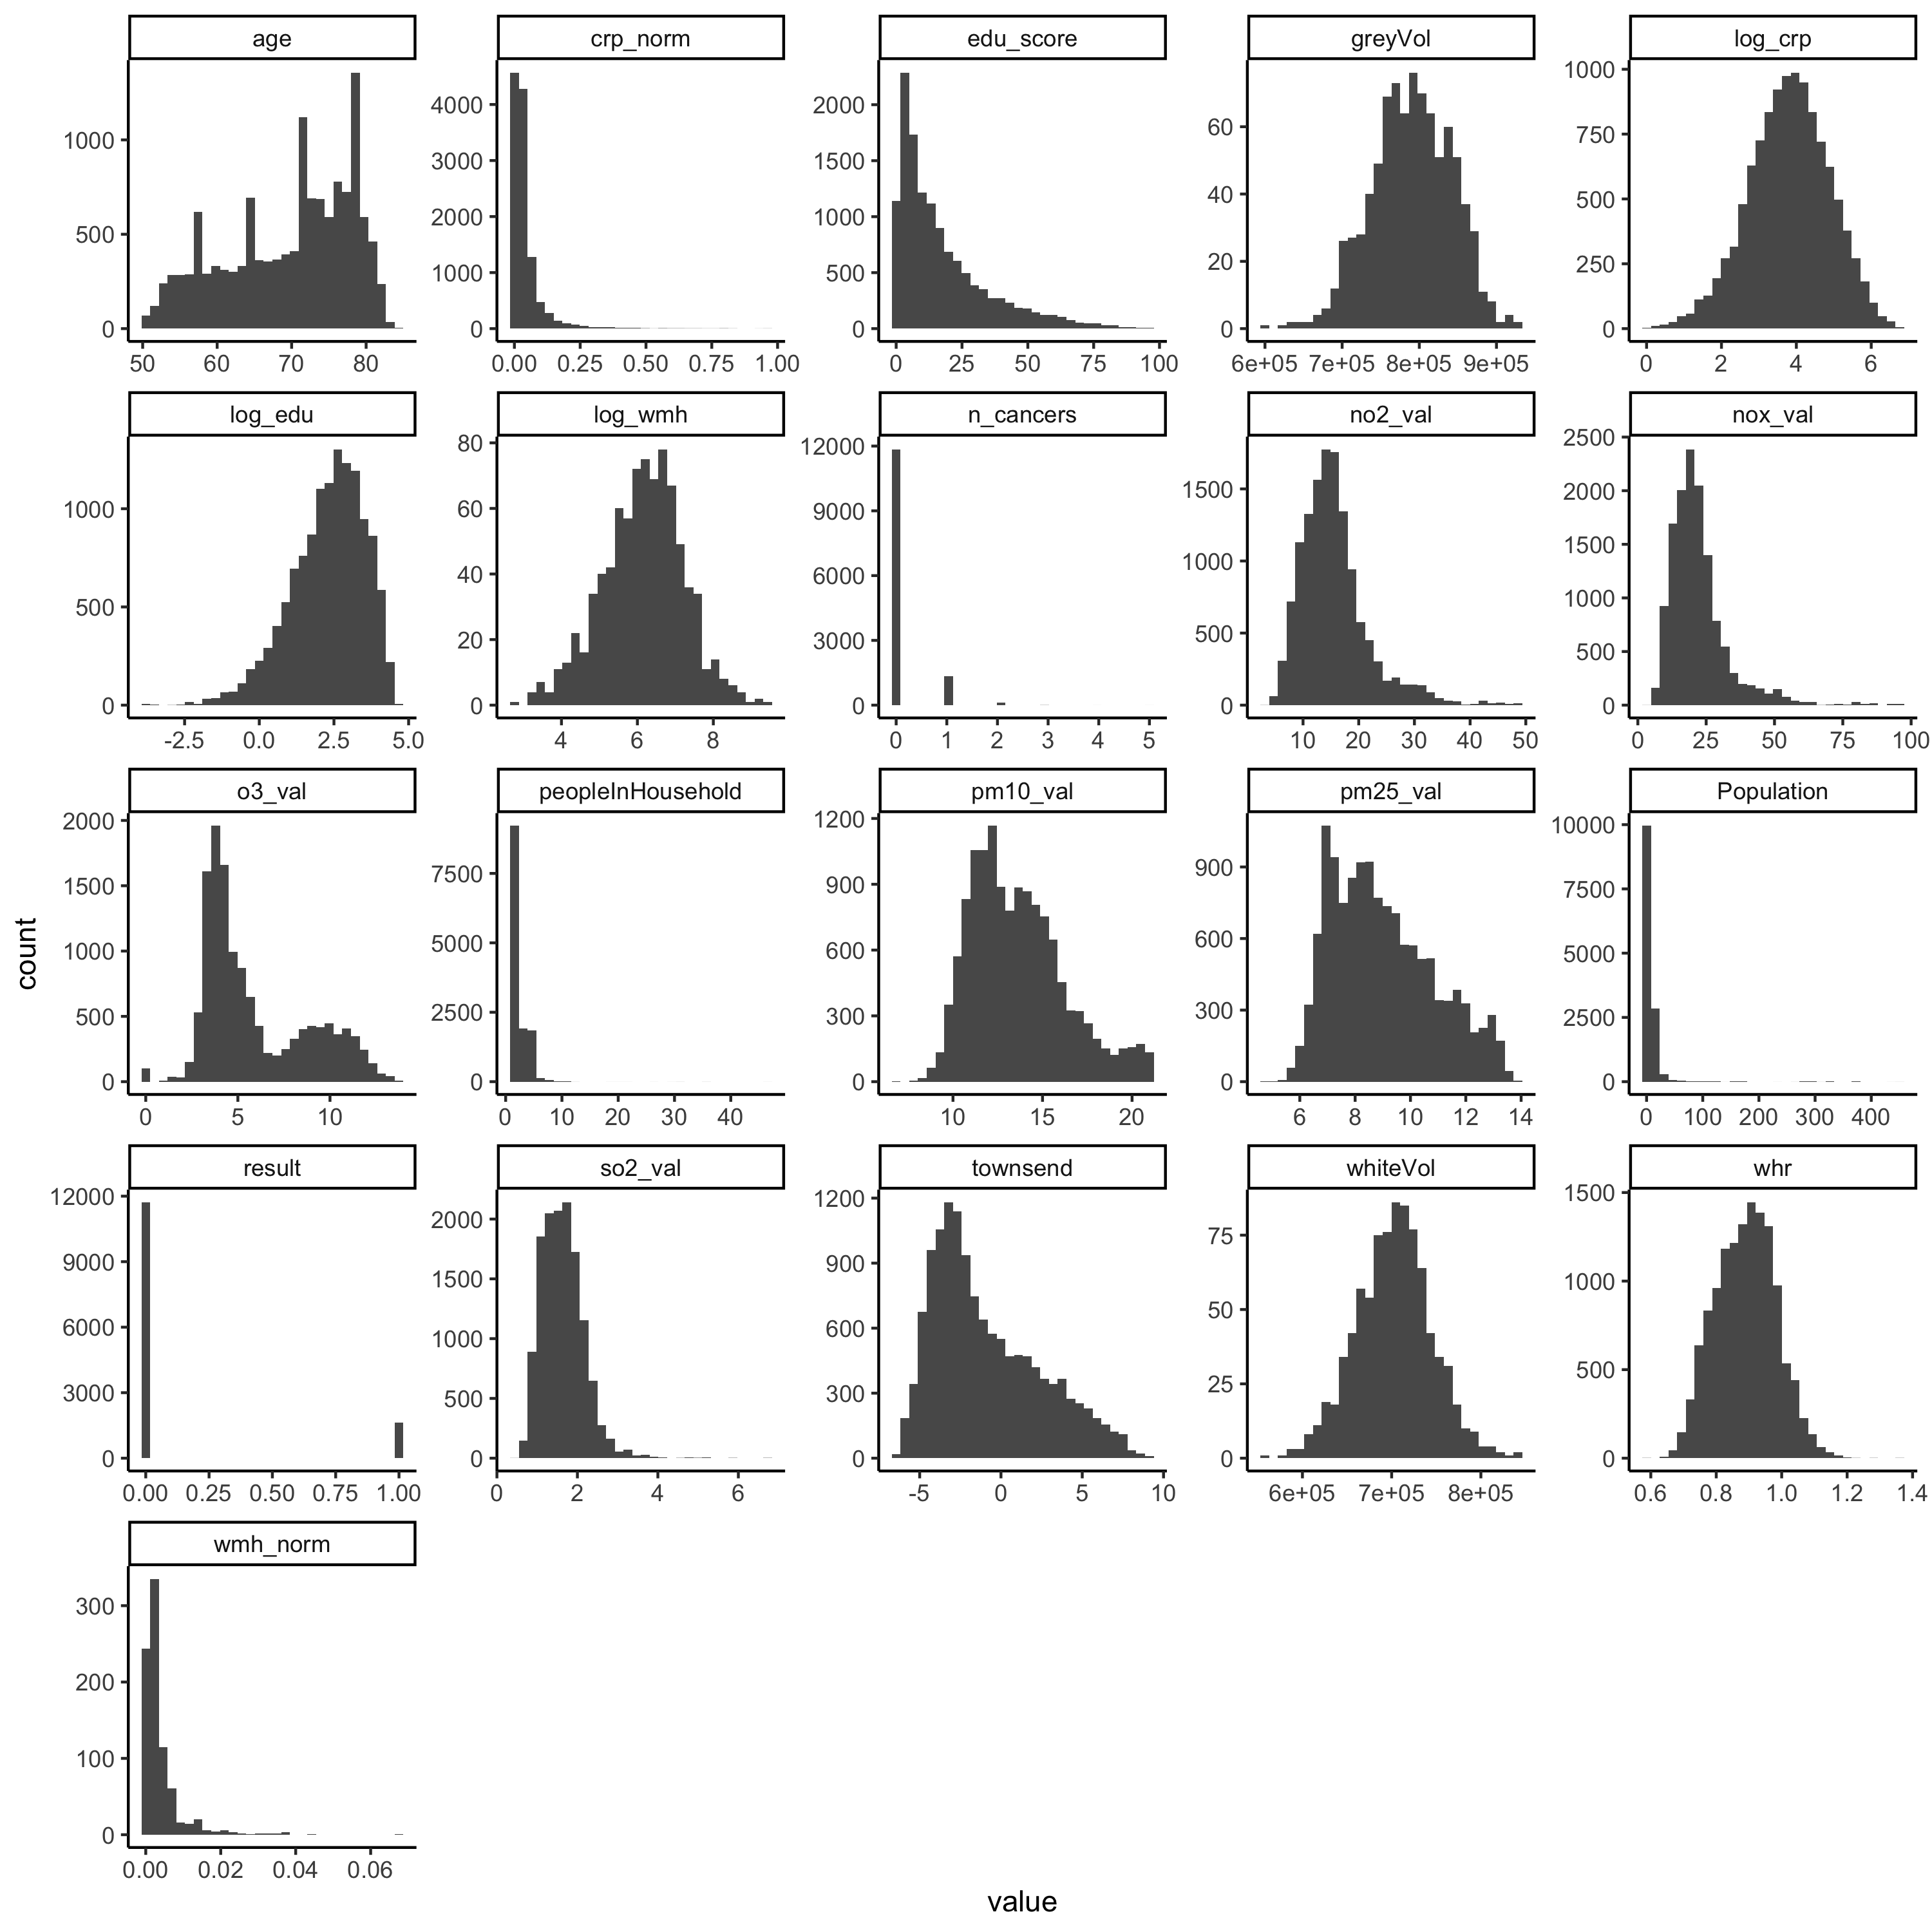 age crp_norm edu_score greyVol log_crp
1000 500 0
4000 3000 2000 1000 0
2000 1500 1000 500 0
60 40 20 0
1000 750 500 250 0
50 60 70 80
0.00 0.25 0.50 0.75 1.00
0 25 50 75 100
6e+05 7e+05 8e+05 9e+05
0 2 4 6
log_edu log_wmh n_cancers no2_val nox_val
1000 500 0
80 60 40 20 0
12000 9000 6000 3000 0
1500 1000 500 0
2500 2000 1500 1000 500 0
-2.5 0.0 2.5 5.0
4 6 8
0 1 2 3 4 5
10 20 30 40 50
0 25 50 75 100
o3_val peopleInHousehold pm10_val pm25_val Population
2000 1500 1000 500 0
7500 5000 2500 0
1200 900 600 300 0
900 600 300 0
10000 7500 5000 2500 0
0 5 10
0 10 20 30 40
10 15 20
6 8 10 12 14
0 100 200 300 400
result so2_val townsend whiteVol whr
12000 9000 6000 3000 0
2000 1500 1000 500 0
1200 900 600 300 0
75 50 25 0
1500 1000 500 0
0.00 0.25 0.50 0.75 1.00
0 2 4 6
-5 0 5 10
6e+05 7e+05 8e+05
0.6 0.8 1.0 1.2 1.4
wmh_norm
300 200 100 0
0.00 0.02 0.04 0.06
count
value